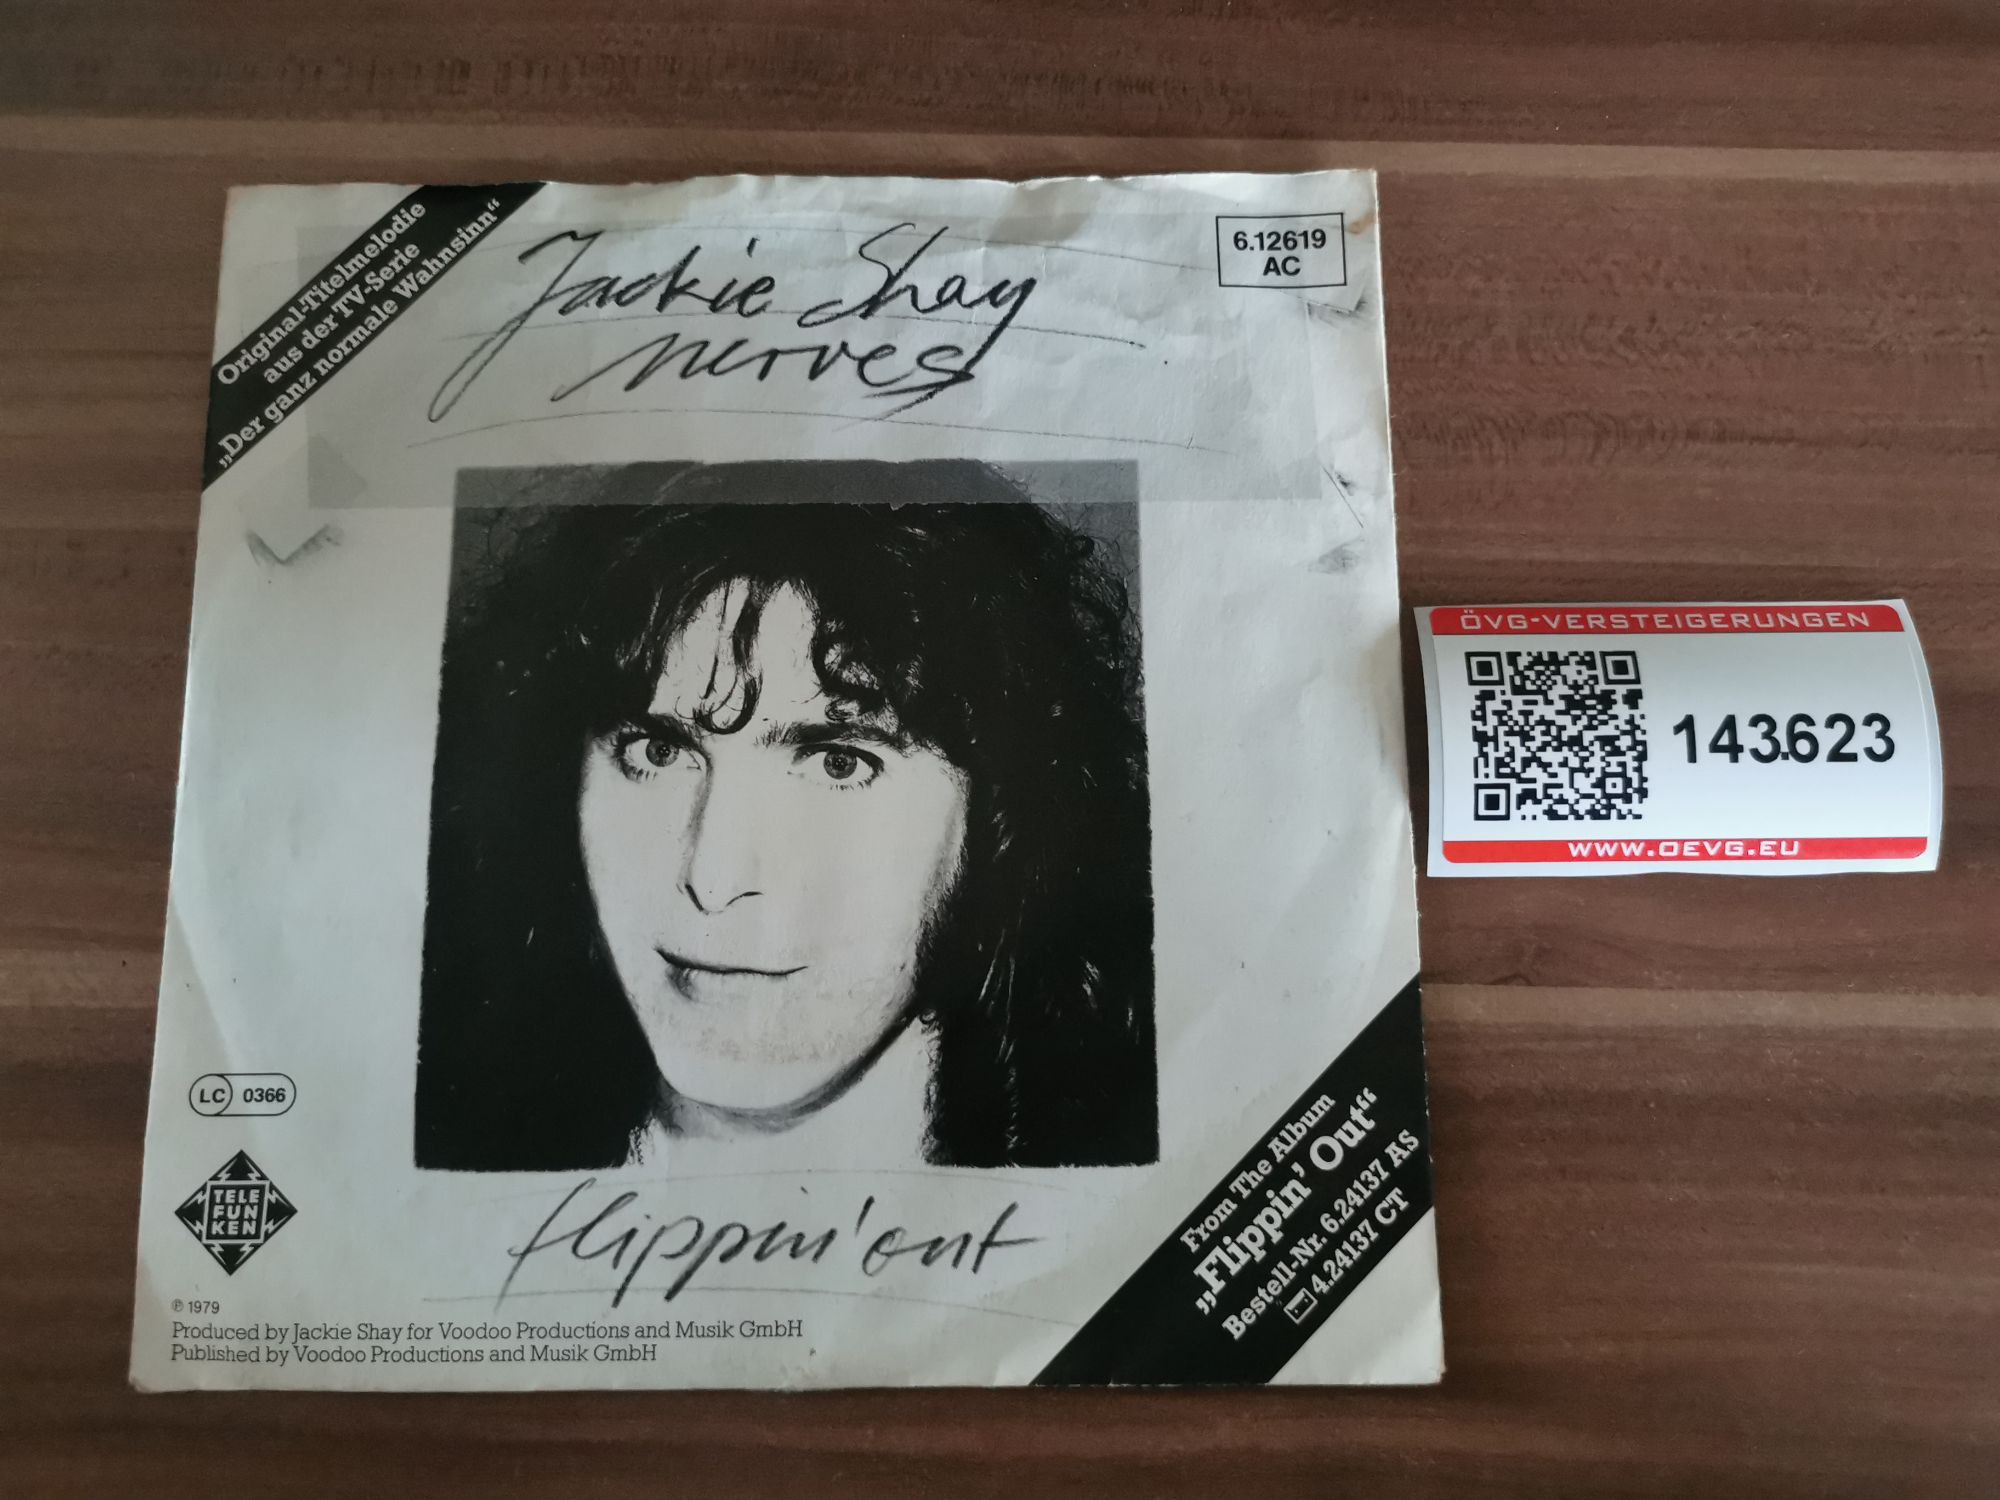 Original-Titelmelodie
aus der TV-Serie
„Der ganz normale Wahnsinn“
Jackie Shay
nerves
6.12619
AC
ÖVG-VERSTEIGERUNGEN
143.623
WWW.OEVG.EU
LC 0366
TELE
FUN
KEN
flippin' out
From The Album
„Flippin' Out“
Bestell-Nr. 6.24137 AS
4.24137 CT
℗ 1979
Produced by Jackie Shay for Voodoo Productions and Musik GmbH
Published by Voodoo Productions and Musik GmbH